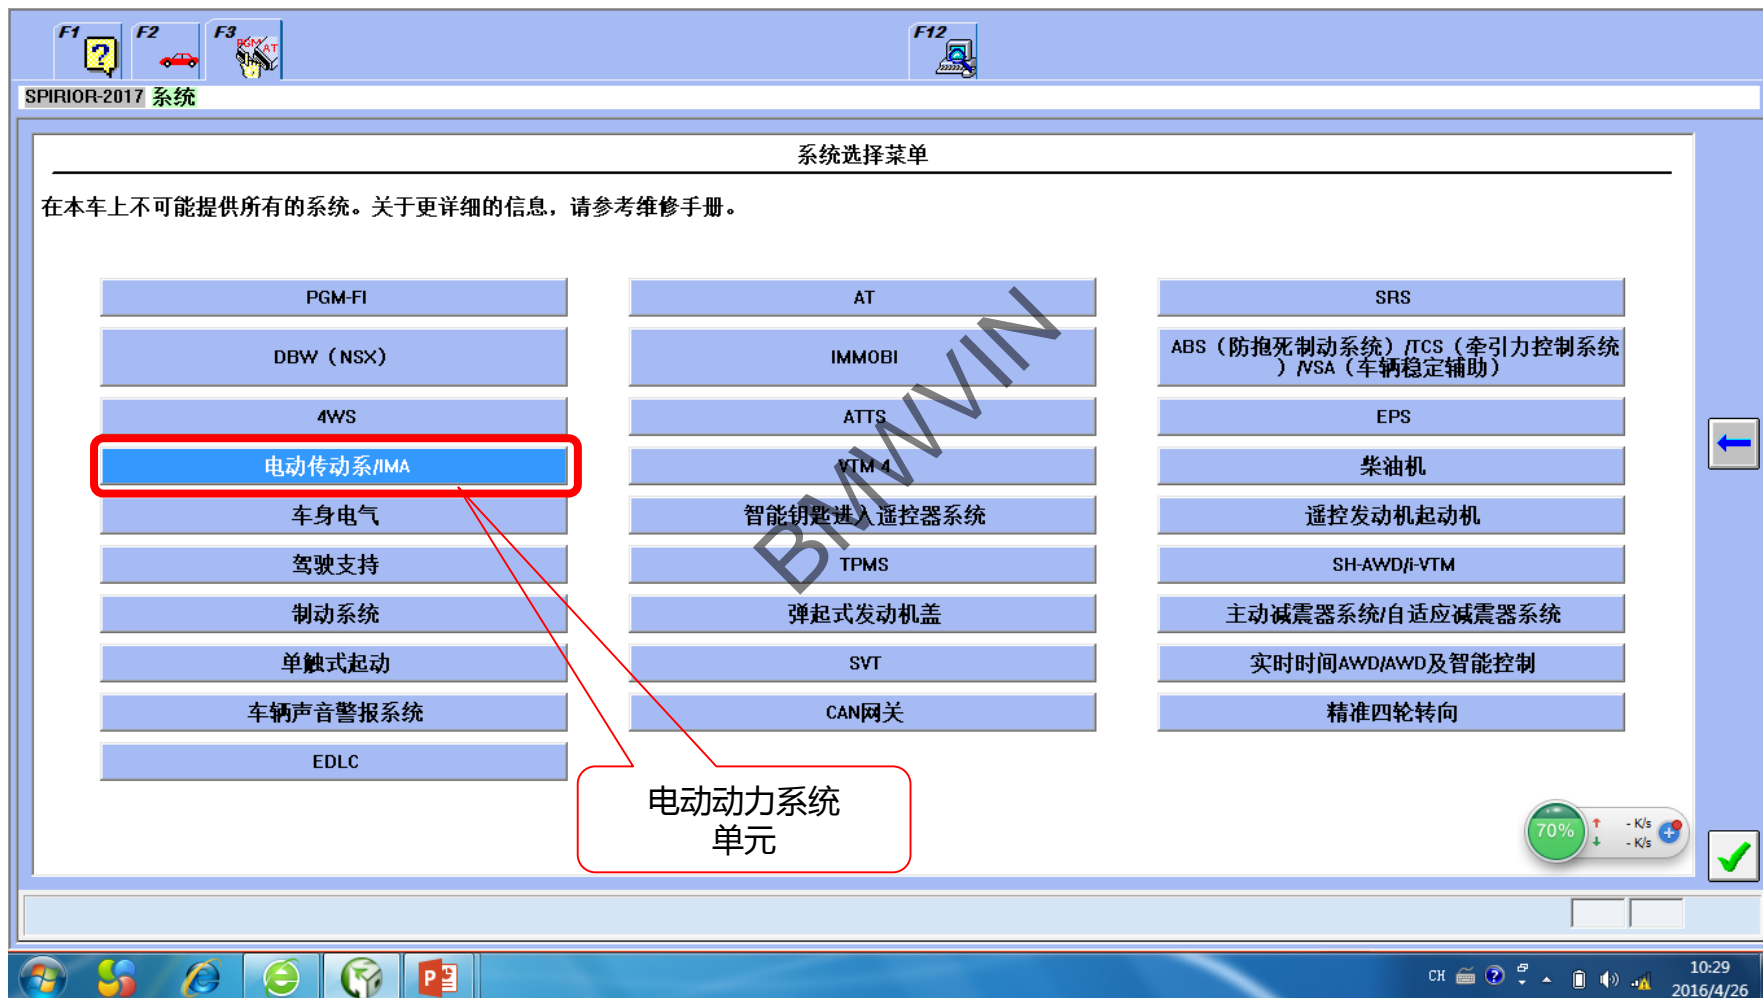 F1
F2
F3
PGM AT
F12
SPIRIOR-2017 系统
系统选择菜单
在本车上不可能提供所有的系统。关于更详细的信息，请参考维修手册。
PGM-FI
AT
SRS
DBW（NSX）
IMMOBI
ABS（防抱死制动系统）/TCS（牵引力控制系统
）/VSA（车辆稳定辅助）
4WS
ATTS
EPS
电动传动系/IMA
VTM 4
柴油机
车身电气
智能钥匙进入遥控器系统
遥控发动机起动机
驾驶支持
TPMS
SH-AWD/i-VTM
制动系统
弹起式发动机盖
主动减震器系统/自适应减震器系统
单触式起动
SVT
实时时间AWD/AWD及智能控制
车辆声音警报系统
CAN网关
精准四轮转向
EDLC
电动动力系统
单元
BMWVIN
70%
- K/s
- K/s
CH
10:29
2016/4/26